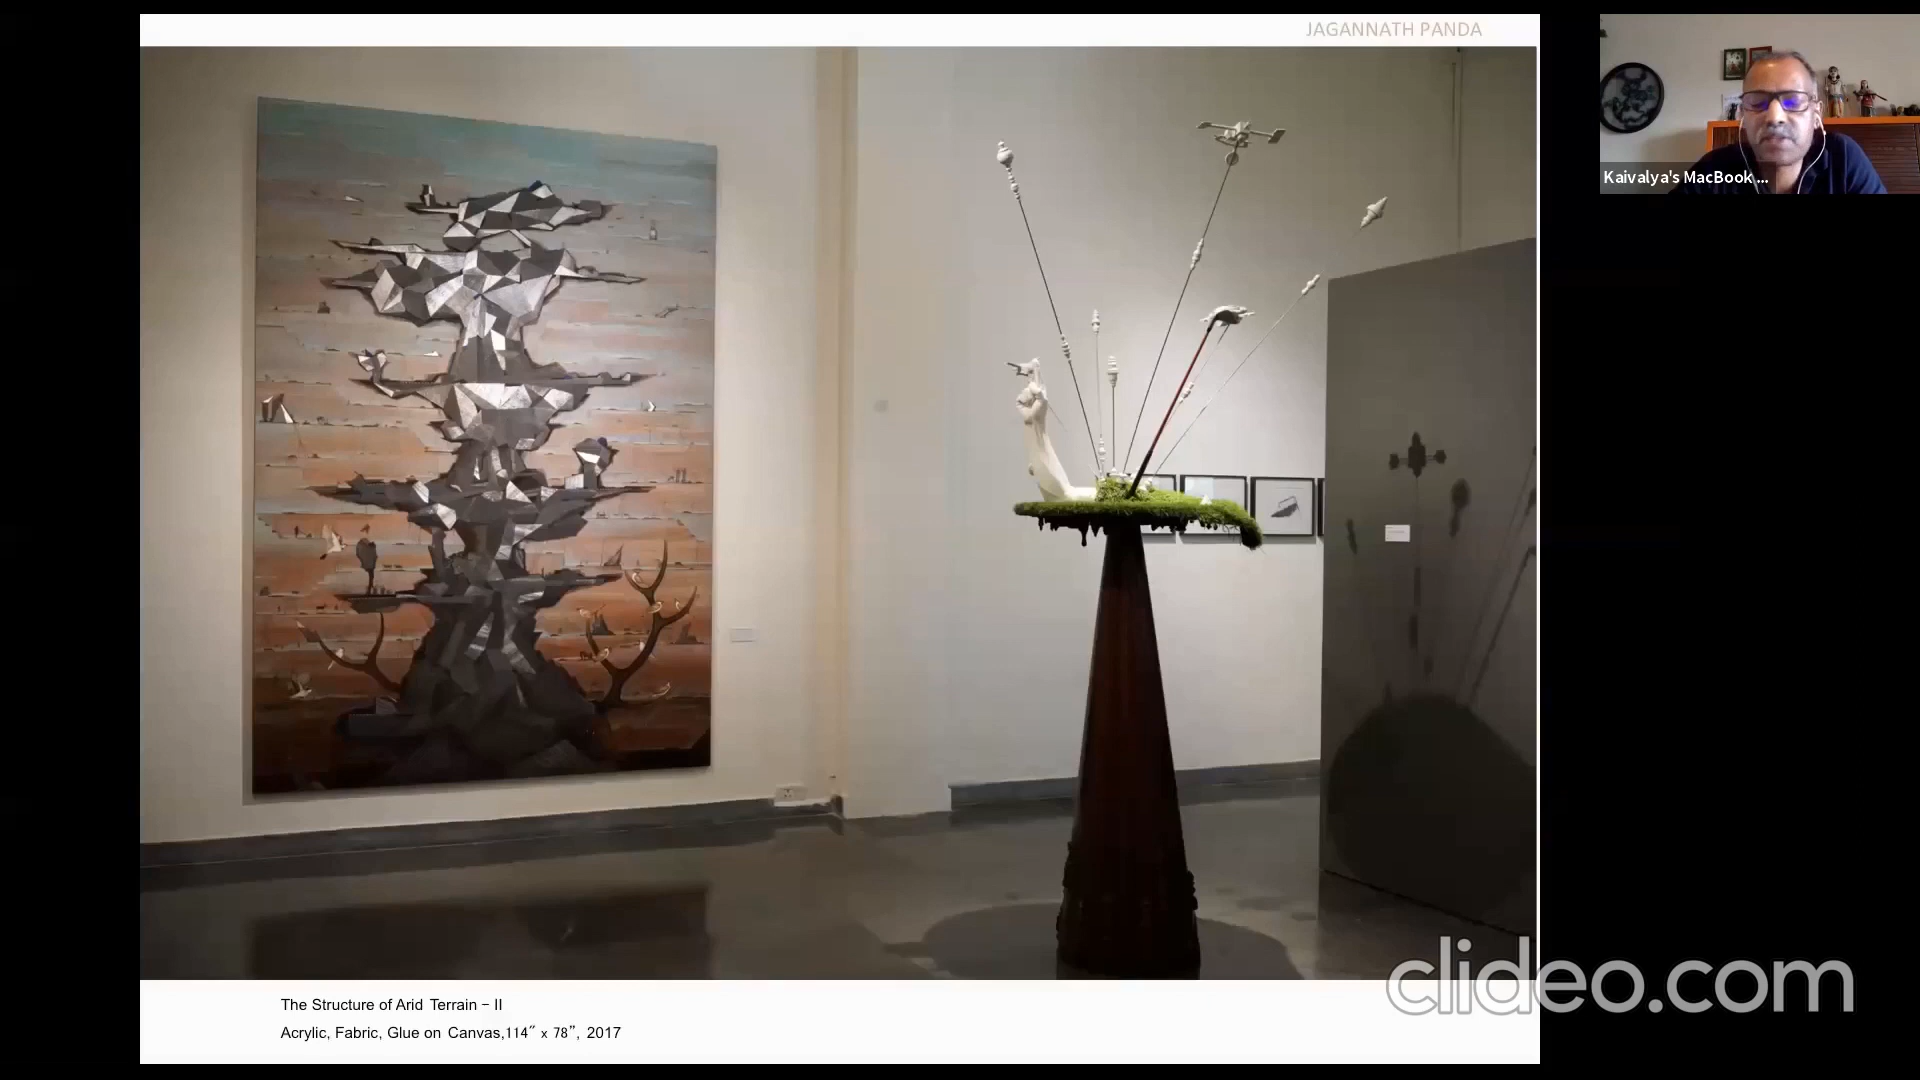 JAGANNATH PANDA
Kaivalya's MacBook ...
The Structure of Arid Terrain – II
Acrylic, Fabric, Glue on Canvas,114″ x 78”, 2017
clideo.com